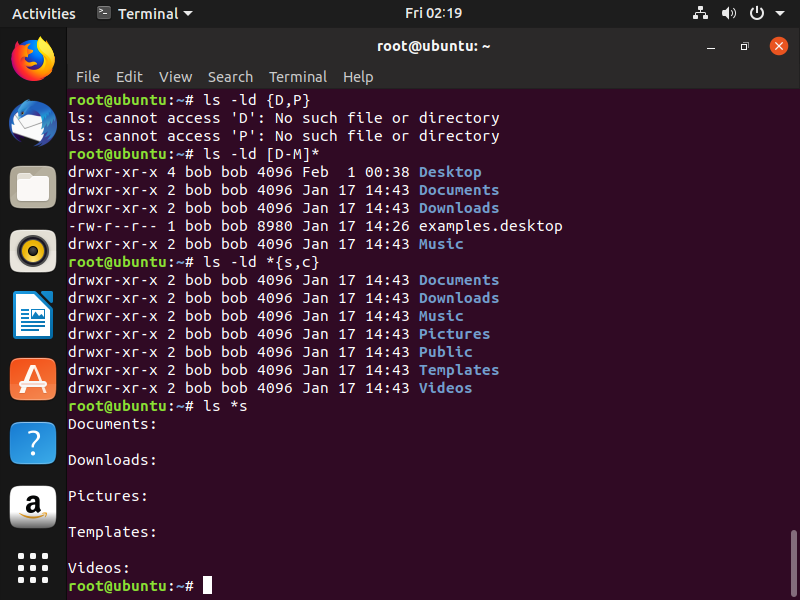 Activities Terminal Fri 02:19
root@ubuntu: ~
File Edit View Search Terminal Help
root@ubuntu:~# ls -ld {D,P}
ls: cannot access 'D': No such file or directory
ls: cannot access 'P': No such file or directory
root@ubuntu:~# ls -ld [D-M]*
drwxr-xr-x 4 bob bob 4096 Feb  1 00:38 Desktop
drwxr-xr-x 2 bob bob 4096 Jan 17 14:43 Documents
drwxr-xr-x 2 bob bob 4096 Jan 17 14:43 Downloads
-rw-r--r-- 1 bob bob 8980 Jan 17 14:26 examples.desktop
drwxr-xr-x 2 bob bob 4096 Jan 17 14:43 Music
root@ubuntu:~# ls -ld *{s,c}
drwxr-xr-x 2 bob bob 4096 Jan 17 14:43 Documents
drwxr-xr-x 2 bob bob 4096 Jan 17 14:43 Downloads
drwxr-xr-x 2 bob bob 4096 Jan 17 14:43 Music
drwxr-xr-x 2 bob bob 4096 Jan 17 14:43 Pictures
drwxr-xr-x 2 bob bob 4096 Jan 17 14:43 Public
drwxr-xr-x 2 bob bob 4096 Jan 17 14:43 Templates
drwxr-xr-x 2 bob bob 4096 Jan 17 14:43 Videos
root@ubuntu:~# ls *s
Documents:
Downloads:
Pictures:
Templates:
Videos:
root@ubuntu:~#